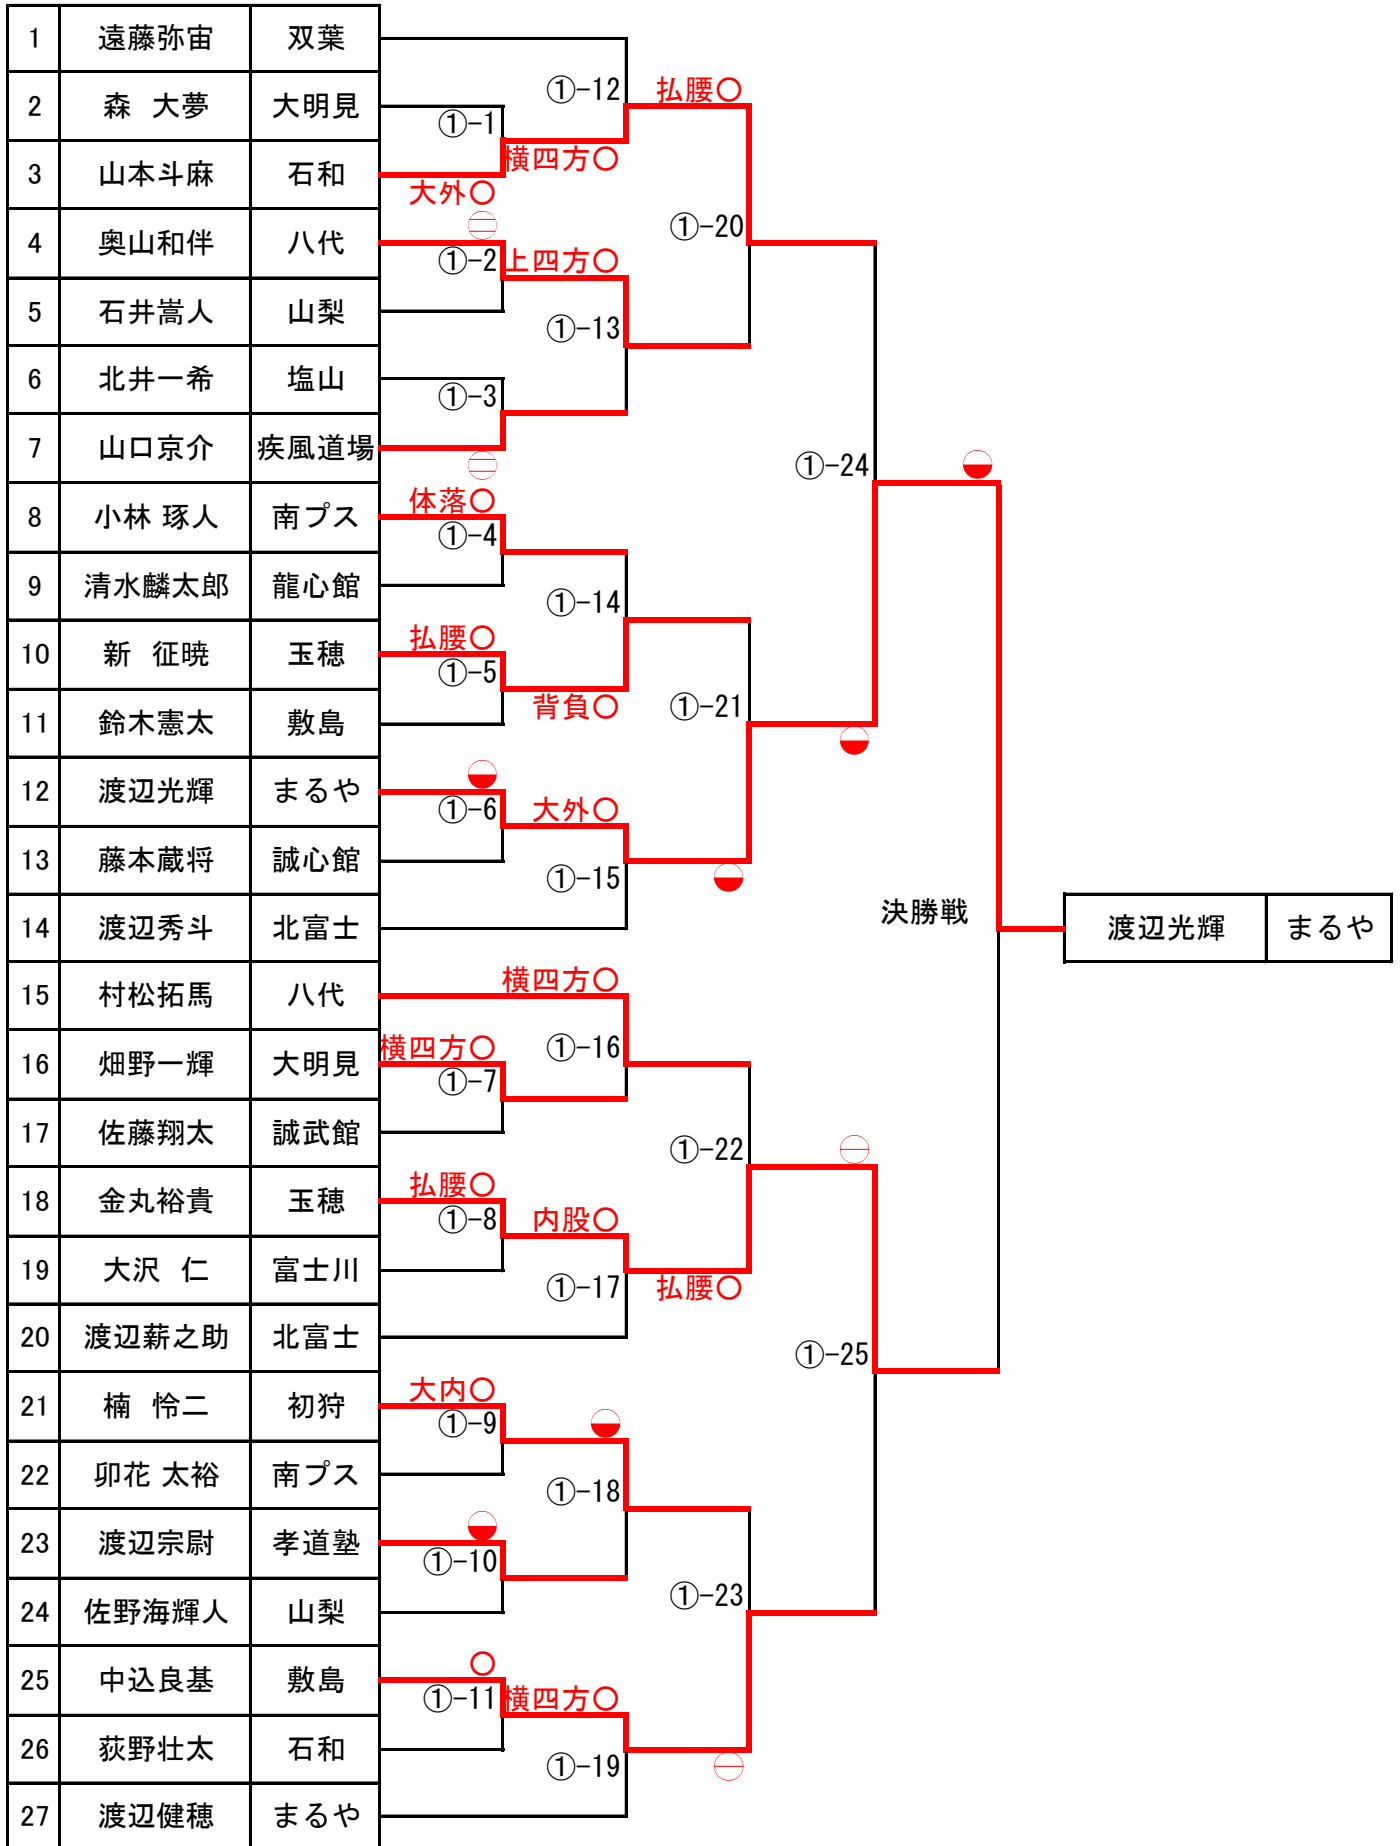 1 遠藤弥宙 双葉
①-12 払腰〇
2 森 大夢 大明見
①-1
横四方〇
3 山本斗麻 石和
大外〇
①-20
4 奥山和伴 八代
①-2 上四方〇
5 石井嵩人 山梨
①-13
6 北井一希 塩山
①-3
7 山口京介 疾風道場
①-24
体落〇
8 小林 琢人 南プス
①-4
9 清水麟太郎 龍心館
①-14
払腰〇
10 新 征暁 玉穂
①-5
背負〇 ①-21
11 鈴木憲太 敷島
12 渡辺光輝 まるや
①-6 大外〇
13 藤本蔵将 誠心館
①-15
14 渡辺秀斗 北富士
決勝戦
渡辺光輝 まるや
横四方〇
15 村松拓馬 八代
横四方〇 ①-16
16 畑野一輝 大明見
①-7
17 佐藤翔太 誠武館
①-22
払腰〇
18 金丸裕貴 玉穂
①-8 内股〇
19 大沢 仁 富士川
①-17 払腰〇
20 渡辺薪之助 北富士
①-25
大内〇
21 楠 怜二 初狩
①-9
22 卯花 太裕 南プス
①-18
23 渡辺宗尉 孝道塾
①-10
①-23
24 佐野海輝人 山梨
〇
25 中込良基 敷島
①-11 横四方〇
26 荻野壮太 石和
①-19
27 渡辺健穂 まるや